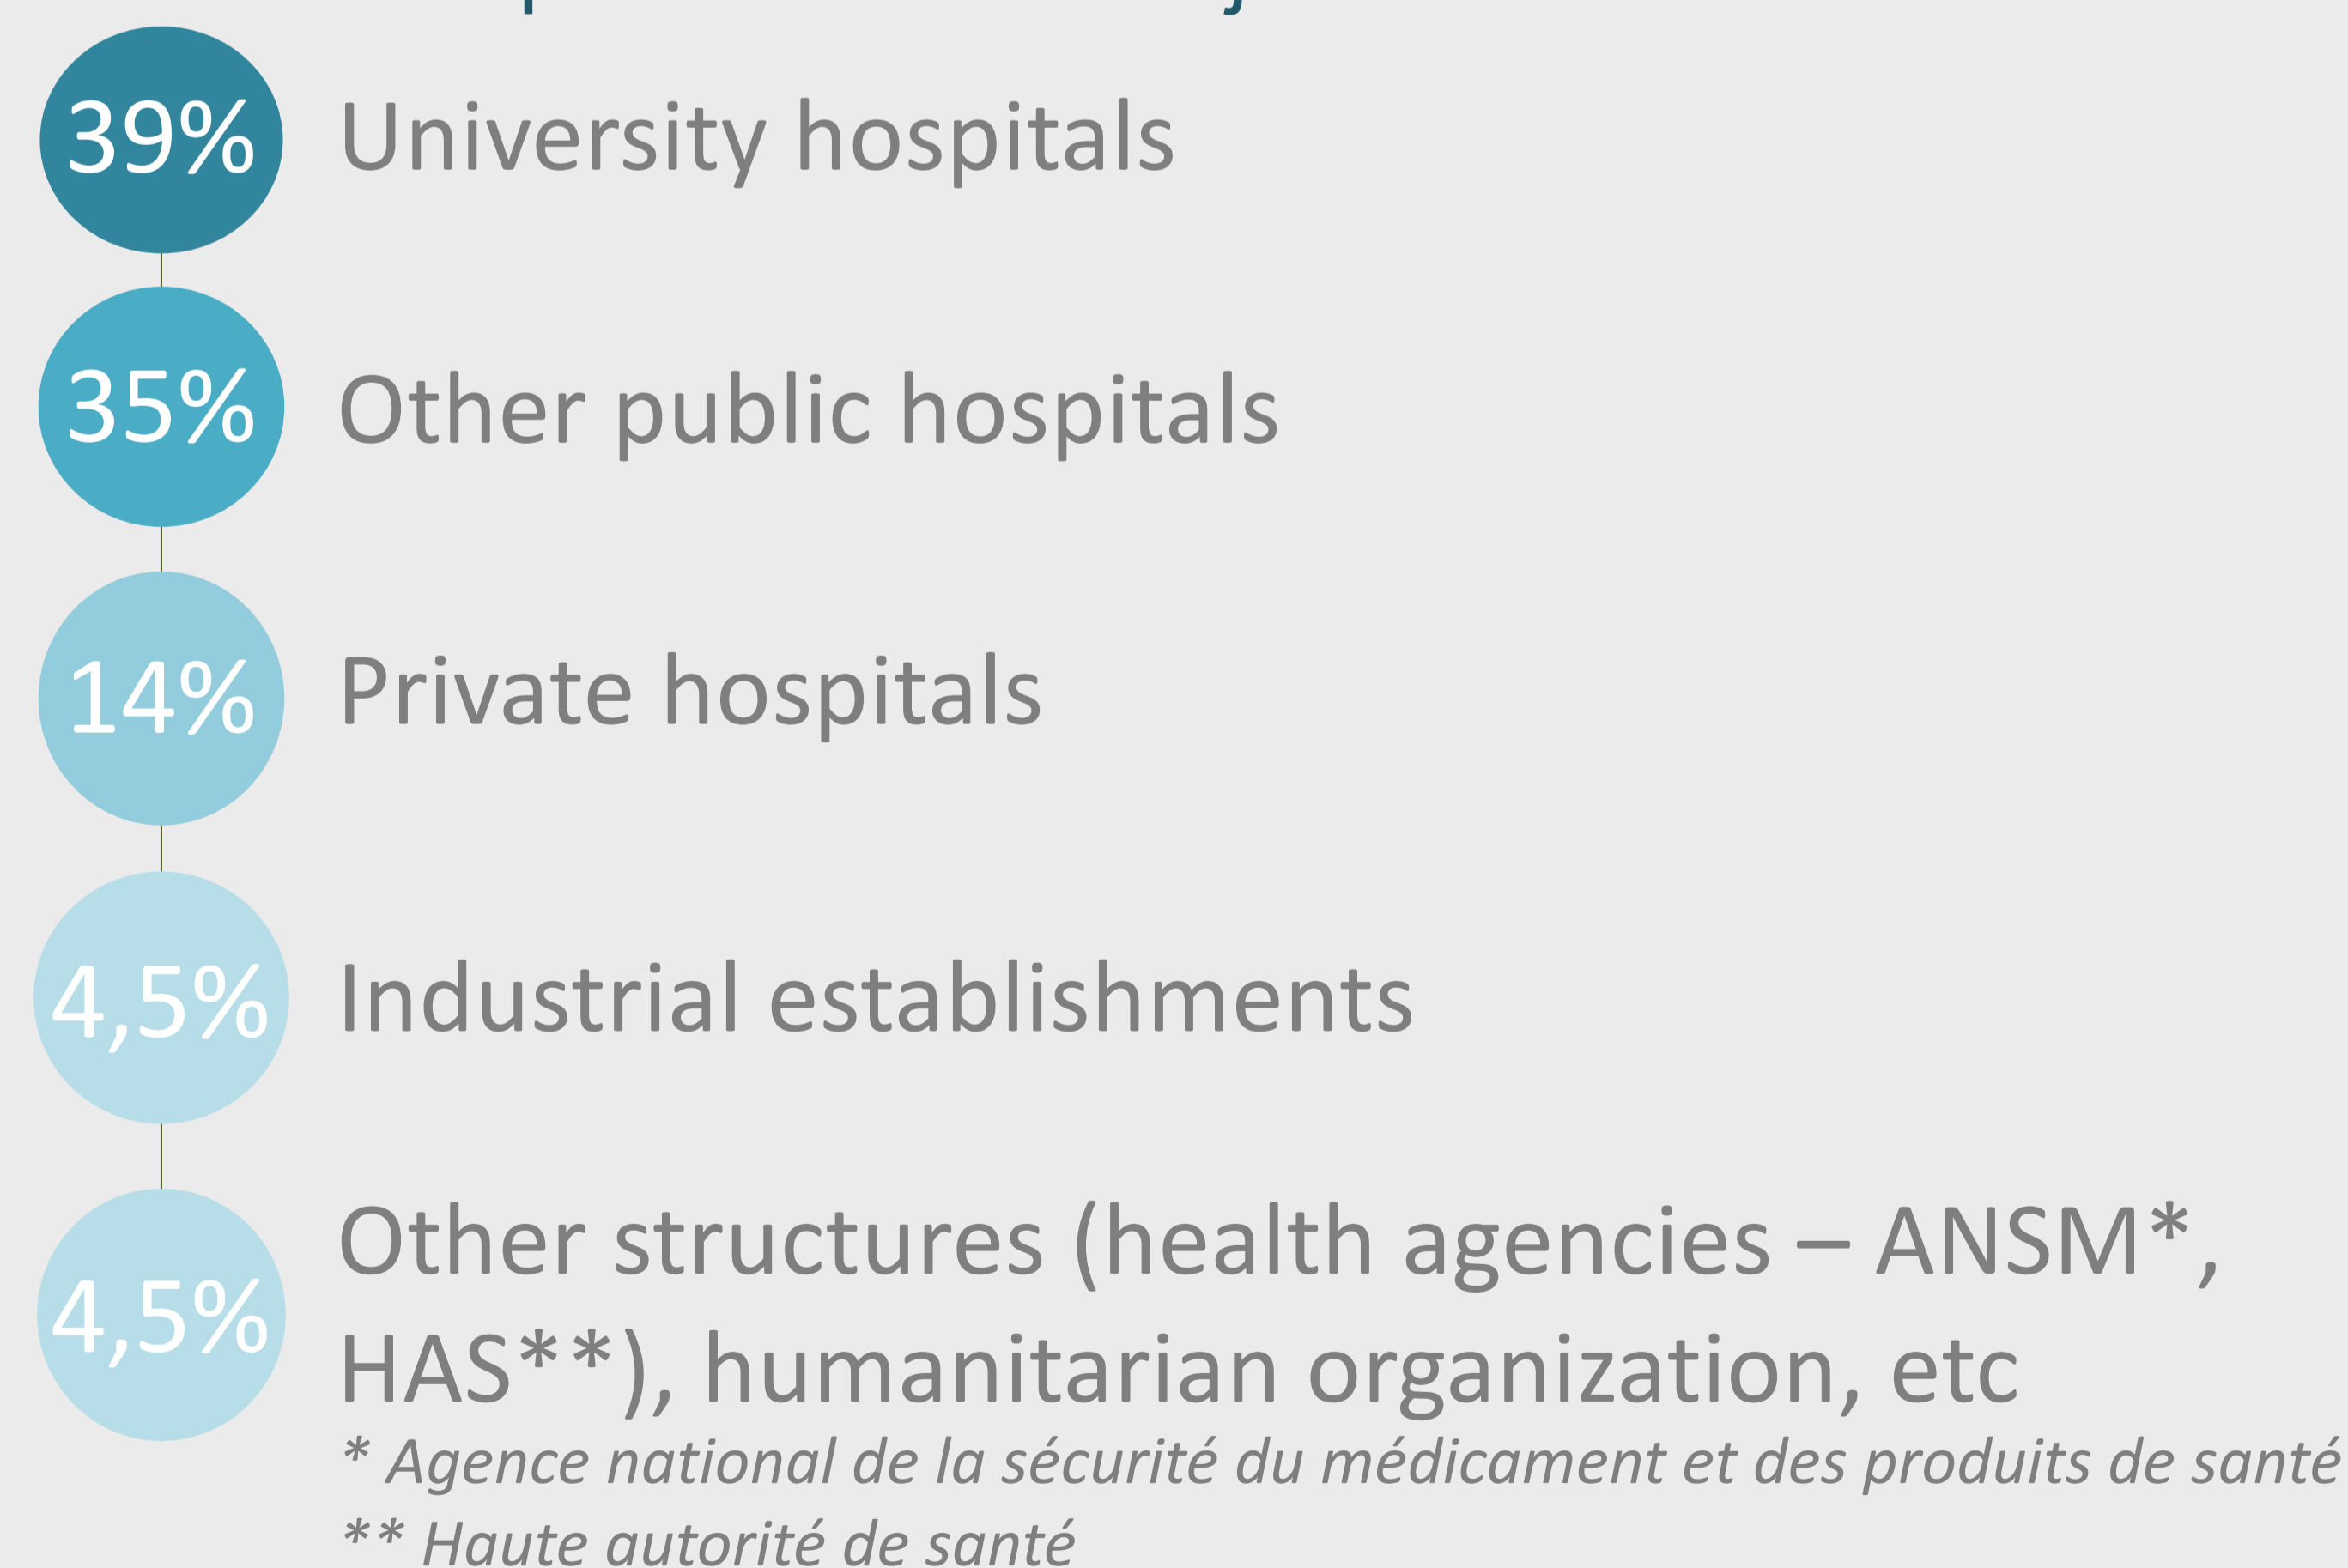 39% University hospitals
35% Other public hospitals
14% Private hospitals
4,5% Industrial establishments
4,5% Other structures (health agencies – ANSM*,
HAS**), humanitarian organization, etc
* Agence national de la sécurité du médicament et des produits de santé
** Haute autorité de santé